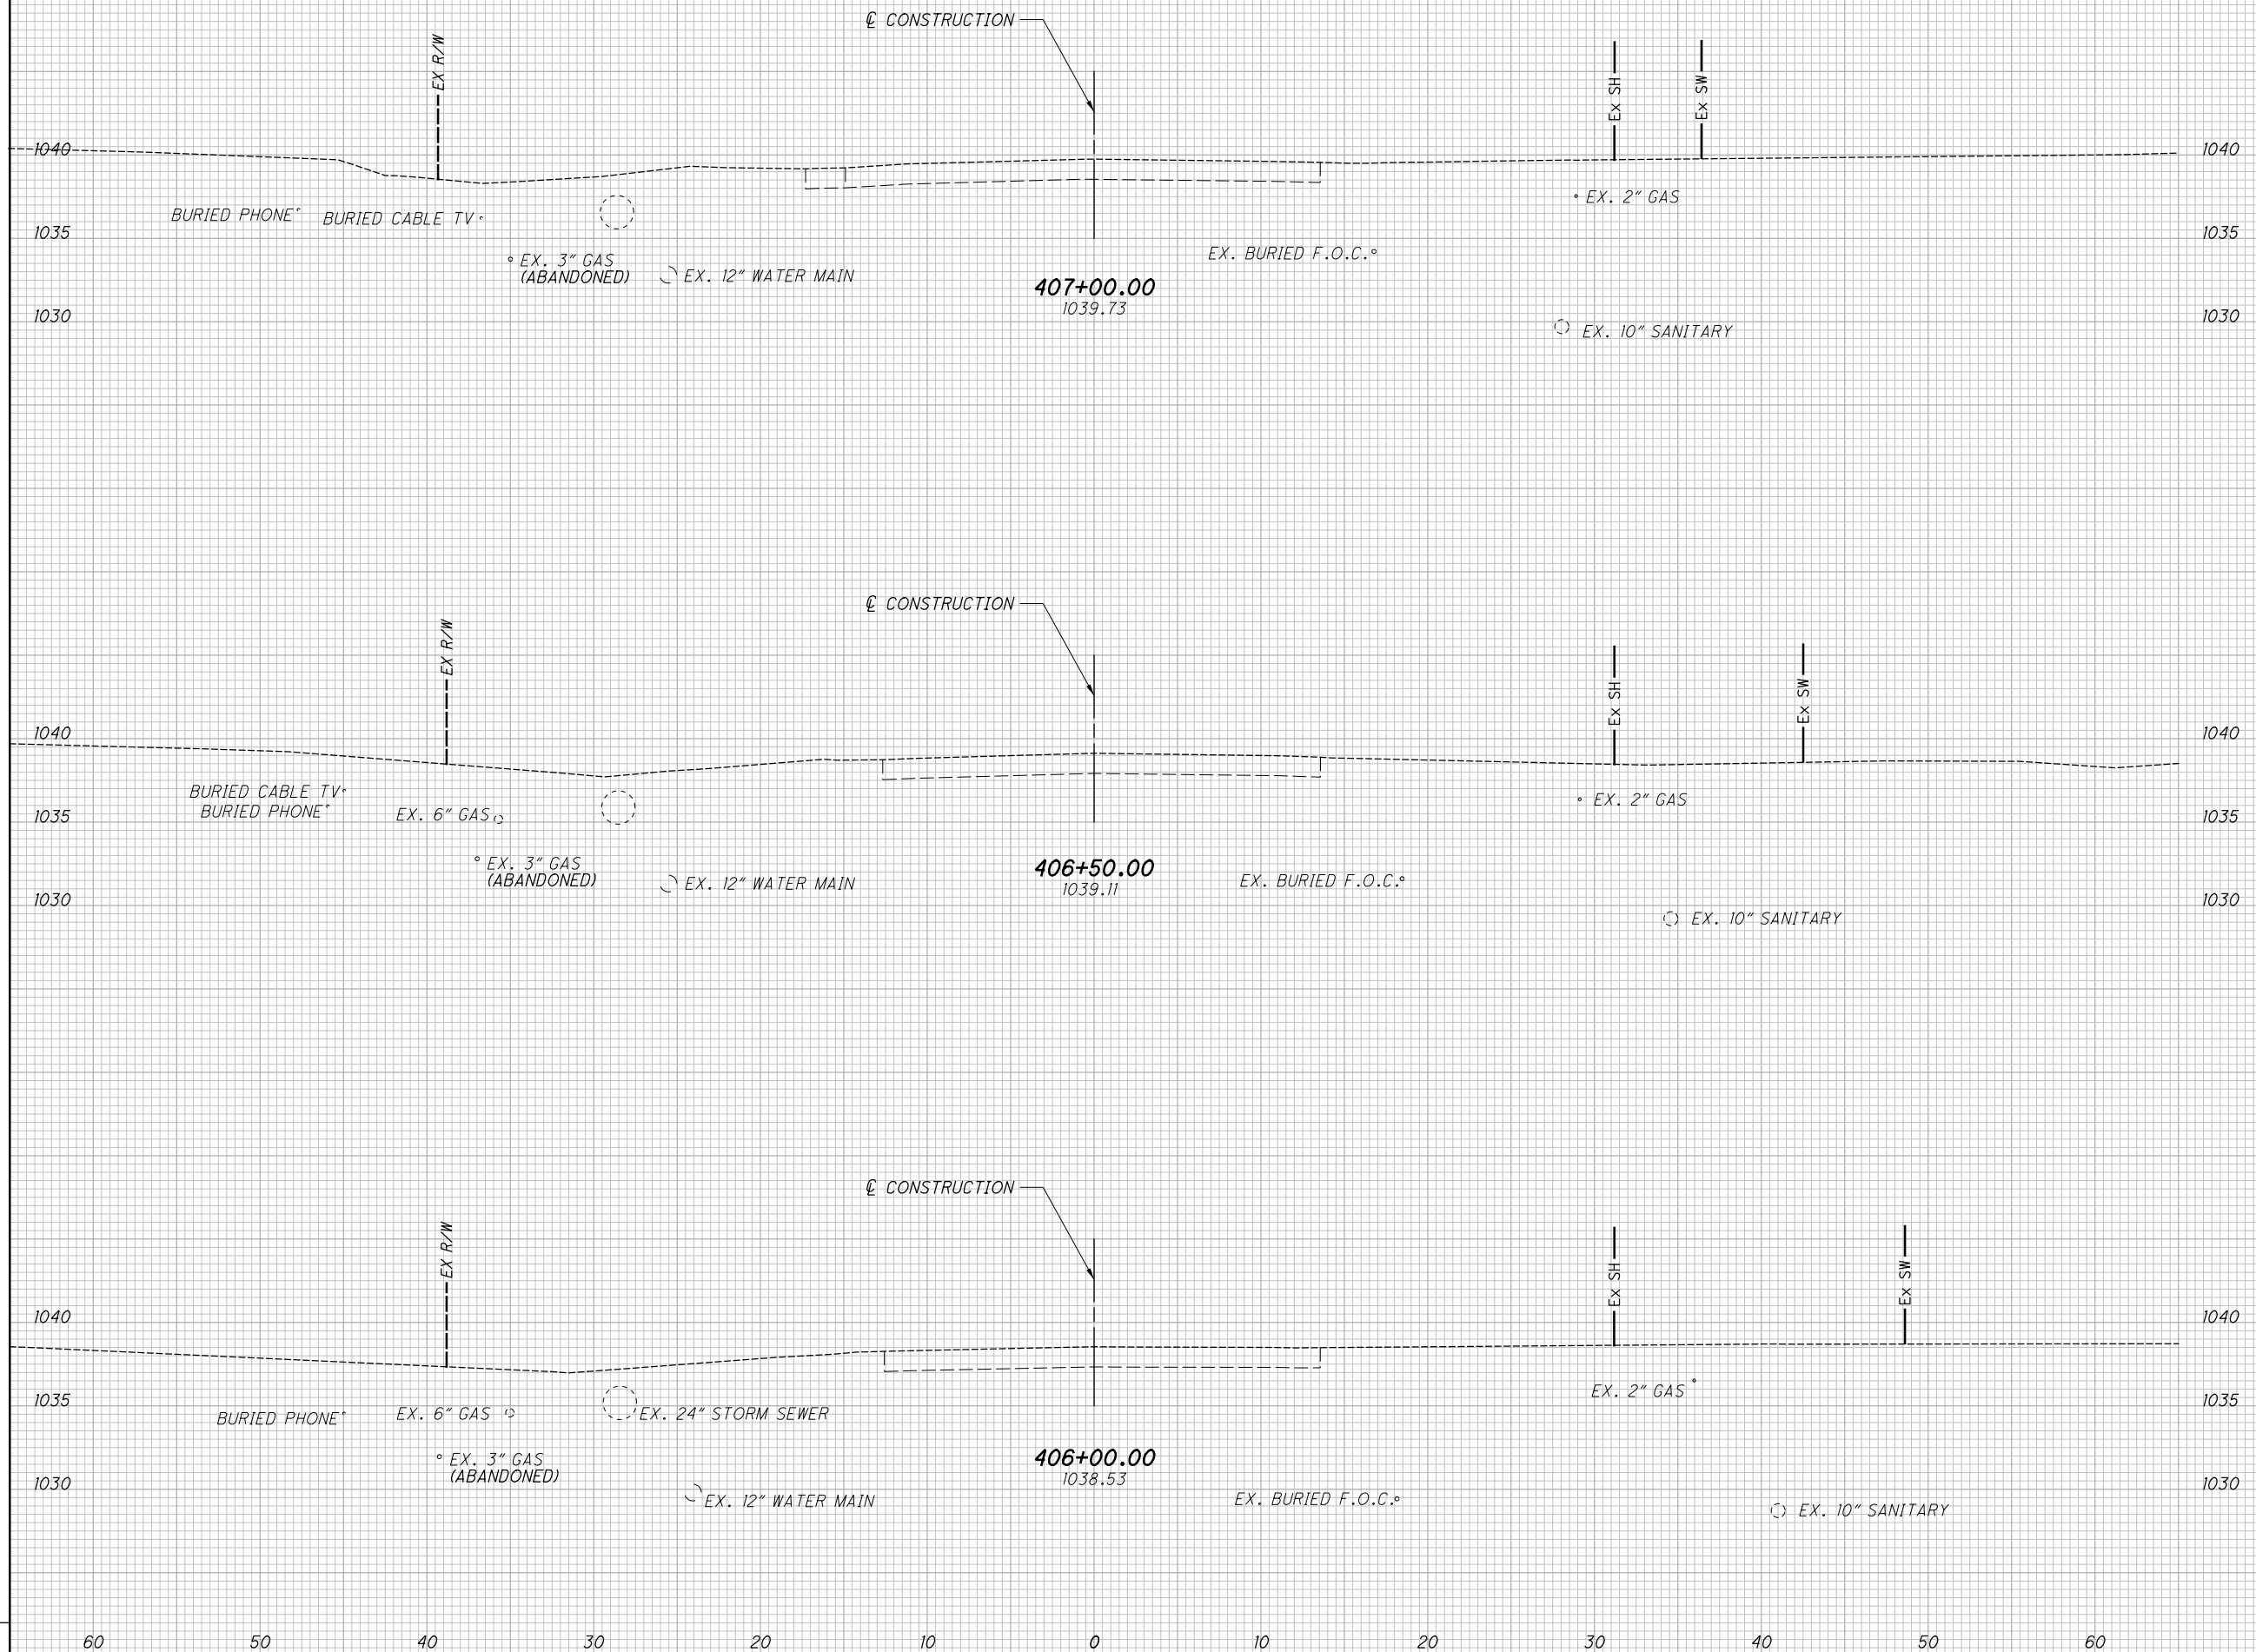 ℄ CONSTRUCTION
EX R/W
Ex SH
Ex SW
1040
1040
BURIED PHONE
BURIED CABLE TV
EX. 2" GAS
1035
1035
EX. 3" GAS
(ABANDONED)
EX. 12" WATER MAIN
EX. BURIED F.O.C.
407+00.00
1039.73
1030
1030
EX. 10" SANITARY
℄ CONSTRUCTION
EX R/W
Ex SH
Ex SW
1040
1040
BURIED CABLE TV
BURIED PHONE
EX. 6" GAS
EX. 2" GAS
1035
1035
EX. 3" GAS
(ABANDONED)
EX. 12" WATER MAIN
406+50.00
1039.11
EX. BURIED F.O.C.
1030
1030
EX. 10" SANITARY
℄ CONSTRUCTION
EX R/W
Ex SH
Ex SW
1040
1040
EX. 2" GAS
1035
1035
BURIED PHONE
EX. 6" GAS
EX. 24" STORM SEWER
EX. 3" GAS
(ABANDONED)
406+00.00
1038.53
1030
1030
EX. 12" WATER MAIN
EX. BURIED F.O.C.
EX. 10" SANITARY
60 50 40 30 20 10 0 10 20 30 40 50 60